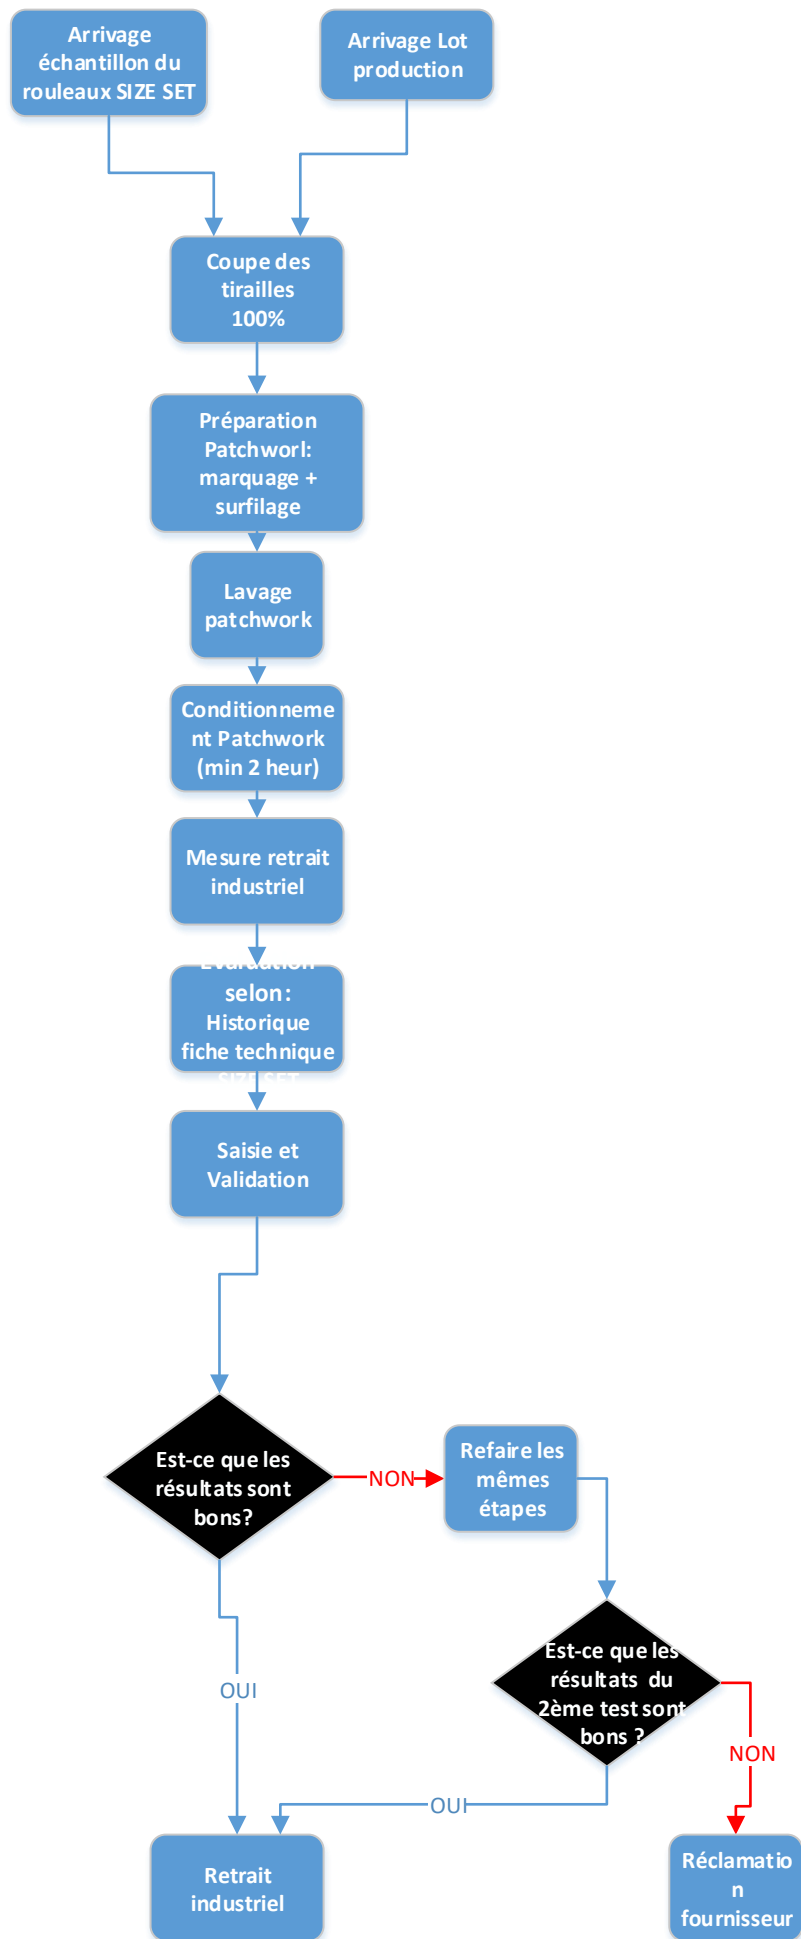 Arrivage
échantillon du
rouleaux SIZE SET
Arrivage Lot
production
Coupe des
tirailles
100%
Préparation
Patchworl:
marquage +
surfilage
Lavage
patchwork
Conditionneme
nt Patchwork
(min 2 heur)
Mesure retrait
industriel
Evaluation
selon:
Historique
fiche technique
SIZE SET
Saisie et
Validation
Est-ce que les
résultats sont
bons?
NON
Refaire les
mêmes
étapes
Est-ce que les
résultats du
2ème test sont
bons ?
OUI
NON
OUI
Retrait
industriel
Réclamatio
n
fournisseur